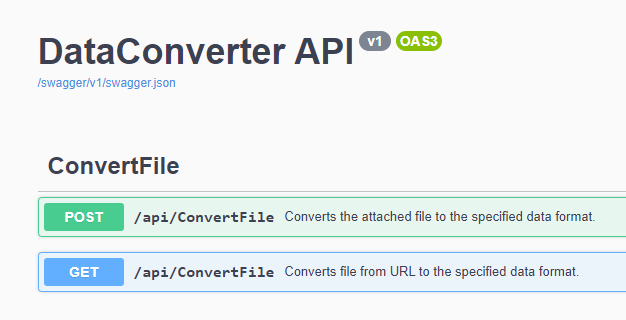 DataConverter API v1 OAS3
/swagger/v1/swagger.json
ConvertFile
POST /api/ConvertFile Converts the attached file to the specified data format.
GET /api/ConvertFile Converts file from URL to the specified data format.